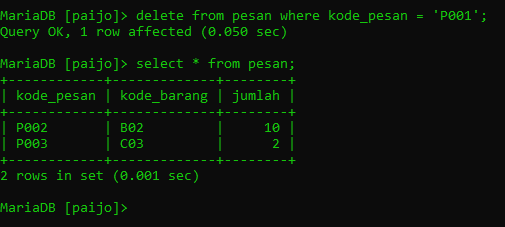 MariaDB [paijo]> delete from pesan where kode_pesan = 'P001';
Query OK, 1 row affected (0.050 sec)
MariaDB [paijo]> select * from pesan;
+------------+-------------+--------+
| kode_pesan | kode_barang | jumlah |
+------------+-------------+--------+
| P002       | B02         |     10 |
| P003       | C03         |      2 |
+------------+-------------+--------+
2 rows in set (0.001 sec)
MariaDB [paijo]>